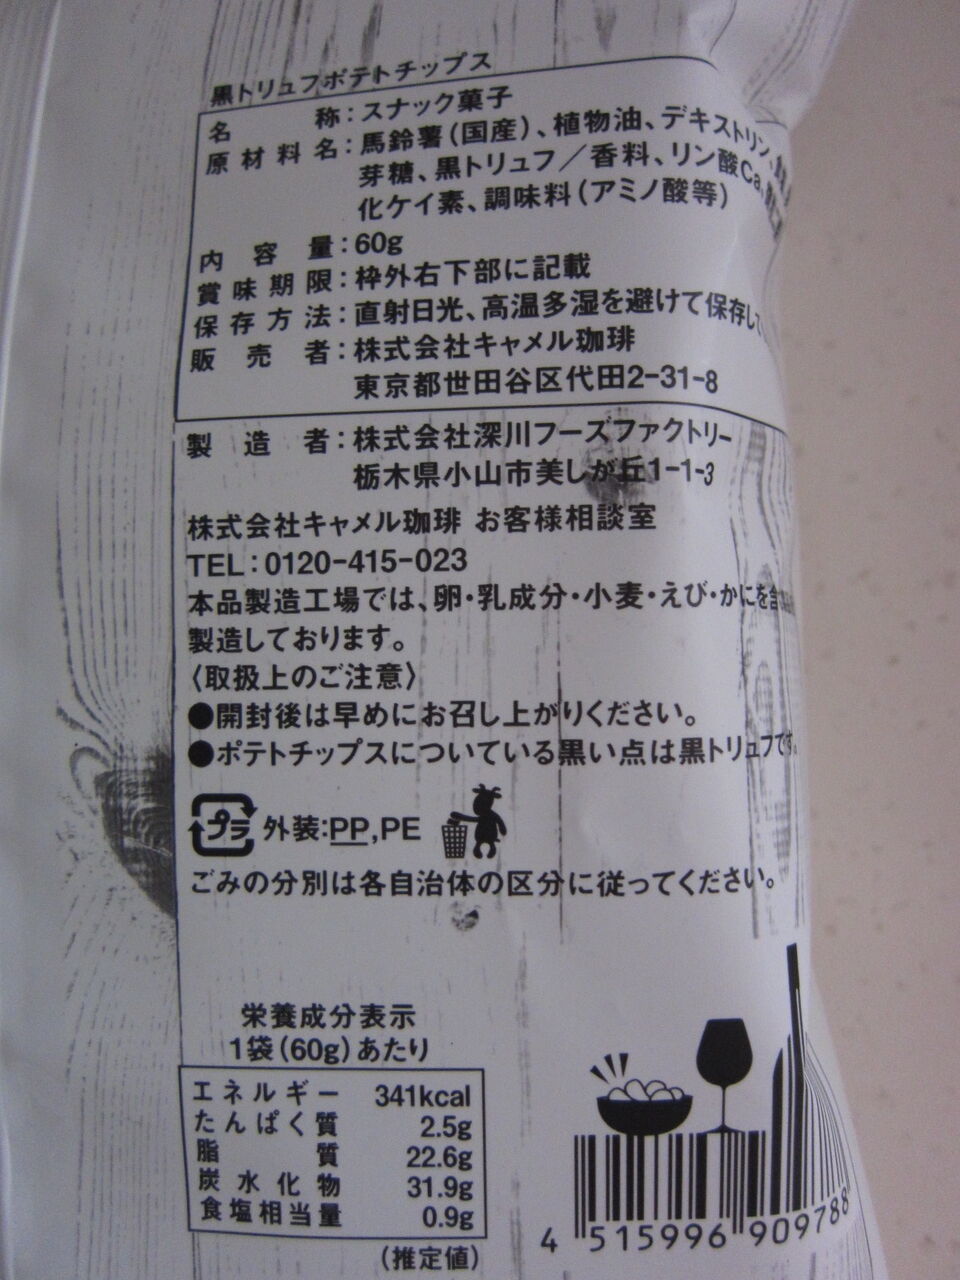 黒トリュフポテトチップス
名称：スナック菓子
原材料名：馬鈴薯（国産）、植物油、デキストリン、
芽糖、黒トリュフ／香料、リン酸Ca、
化ケイ素、調味料（アミノ酸等）
内容量：60g
賞味期限：枠外右下部に記載
保存方法：直射日光、高温多湿を避けて保存し
販売者：株式会社キャメル珈琲
東京都世田谷区代田2-31-8
製造者：株式会社深川フーズファクトリー
栃木県小山市美しが丘1-1-3
株式会社キャメル珈琲 お客様相談室
TEL：0120-415-023
本品製造工場では、卵・乳成分・小麦・えび・かにを含
製造しております。
〈取扱上のご注意〉
●開封後は早めにお召し上がりください。
●ポテトチップスについている黒い点は黒トリュフです。
プラ 外装:PP,PE
ごみの分別は各自治体の区分に従ってください。
栄養成分表示
1袋（60g）あたり
エネルギー 341kcal
たんぱく質 2.5g
脂質 22.6g
炭水化物 31.9g
食塩相当量 0.9g
（推定値）
4 515996 909788